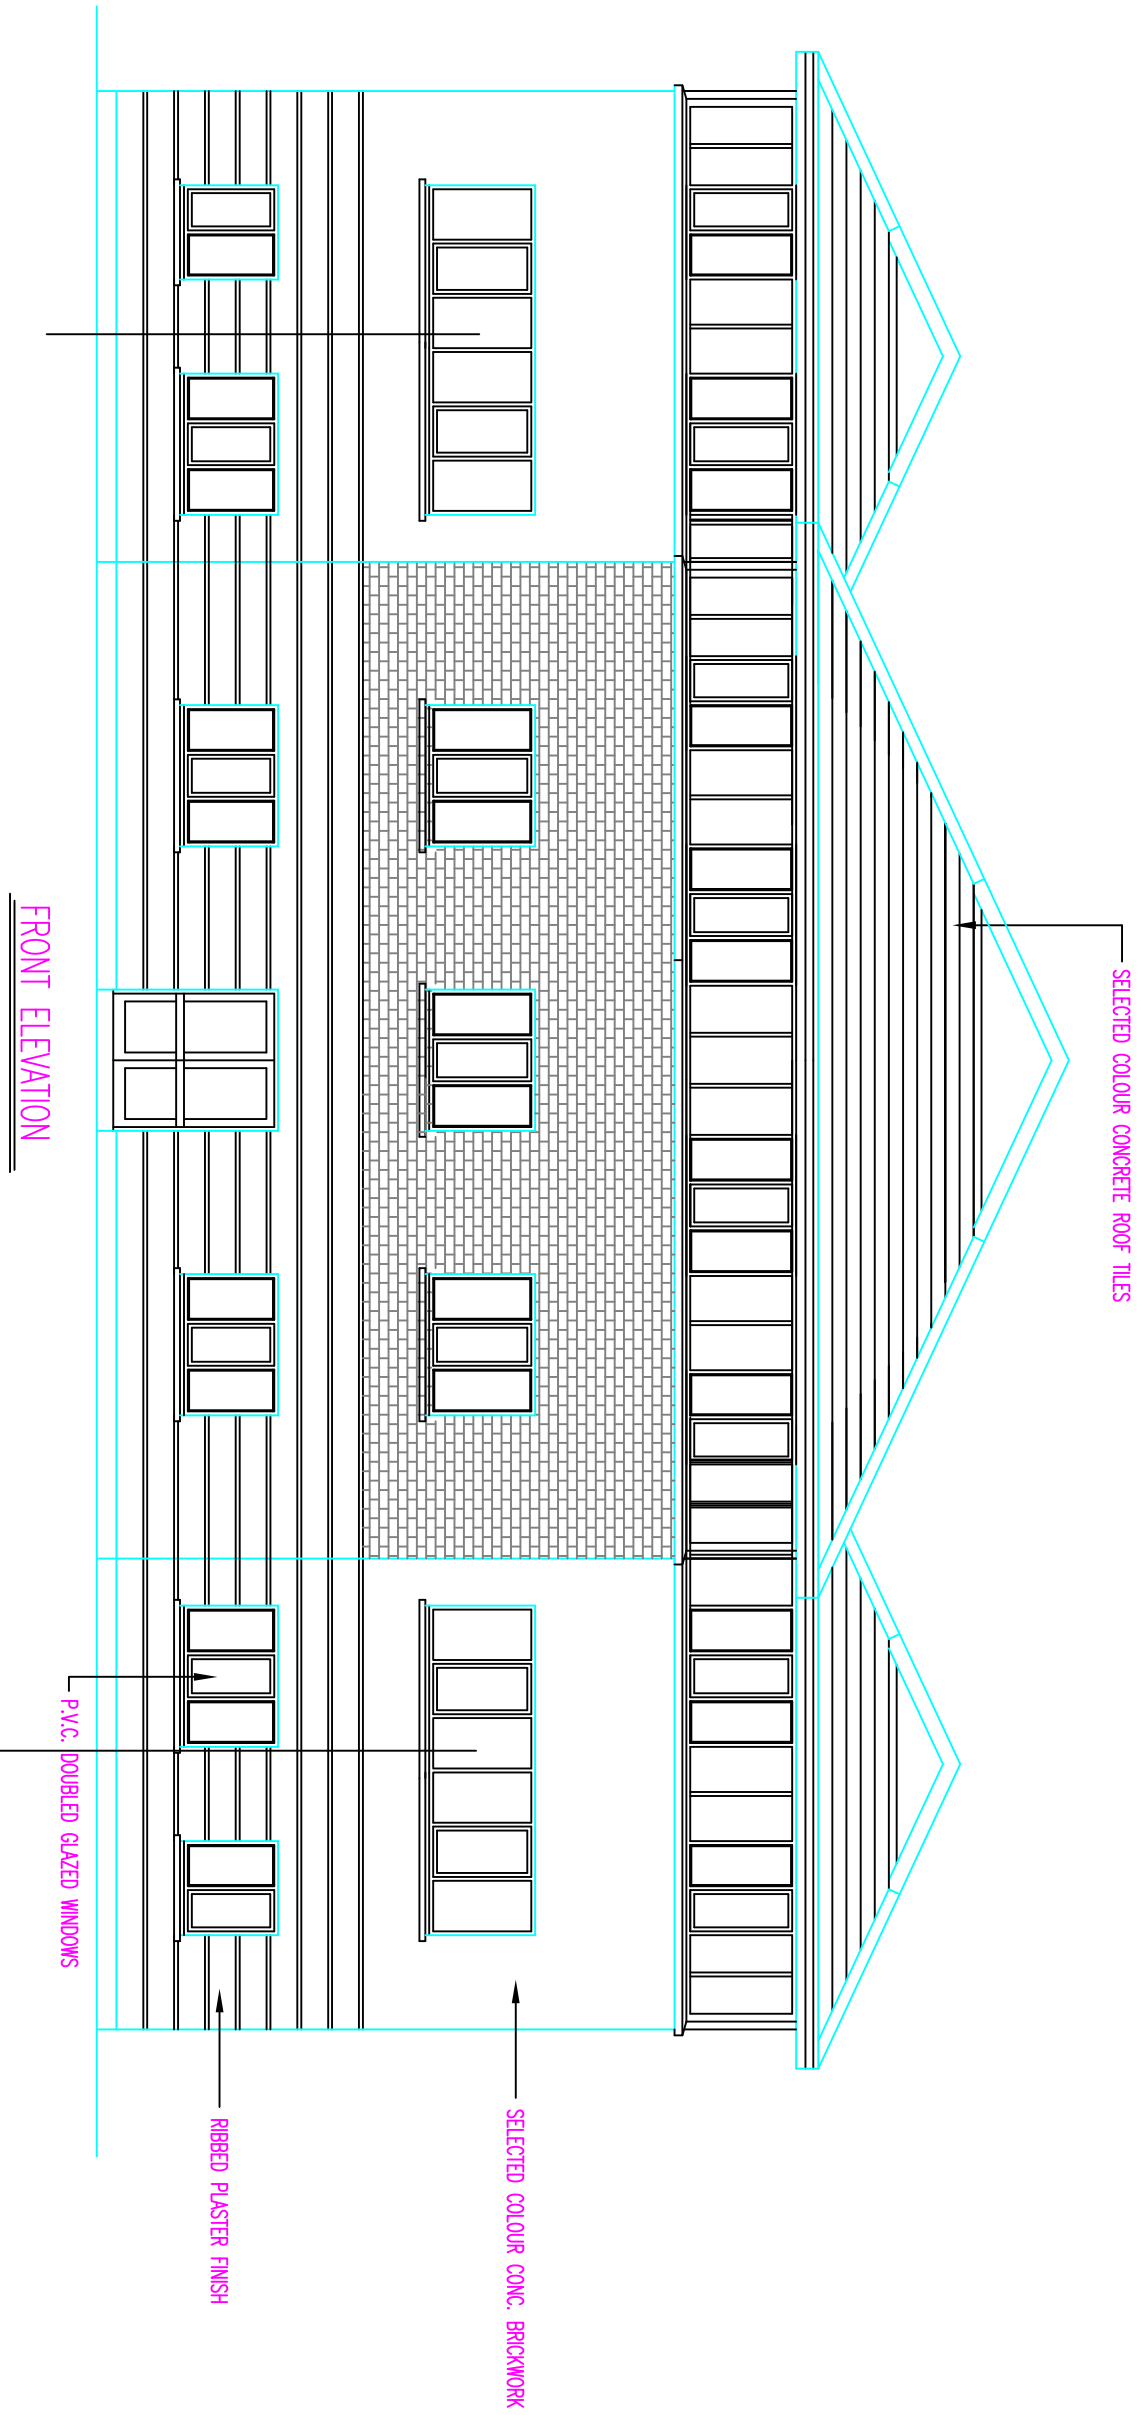 SELECTED COLOUR CONCRETE ROOF TILES
SELECTED COLOUR CONC. BRICKWORK
RIBBED PLASTER FINISH
P.V.C. DOUBLED GLAZED WINDOWS
FRONT ELEVATION